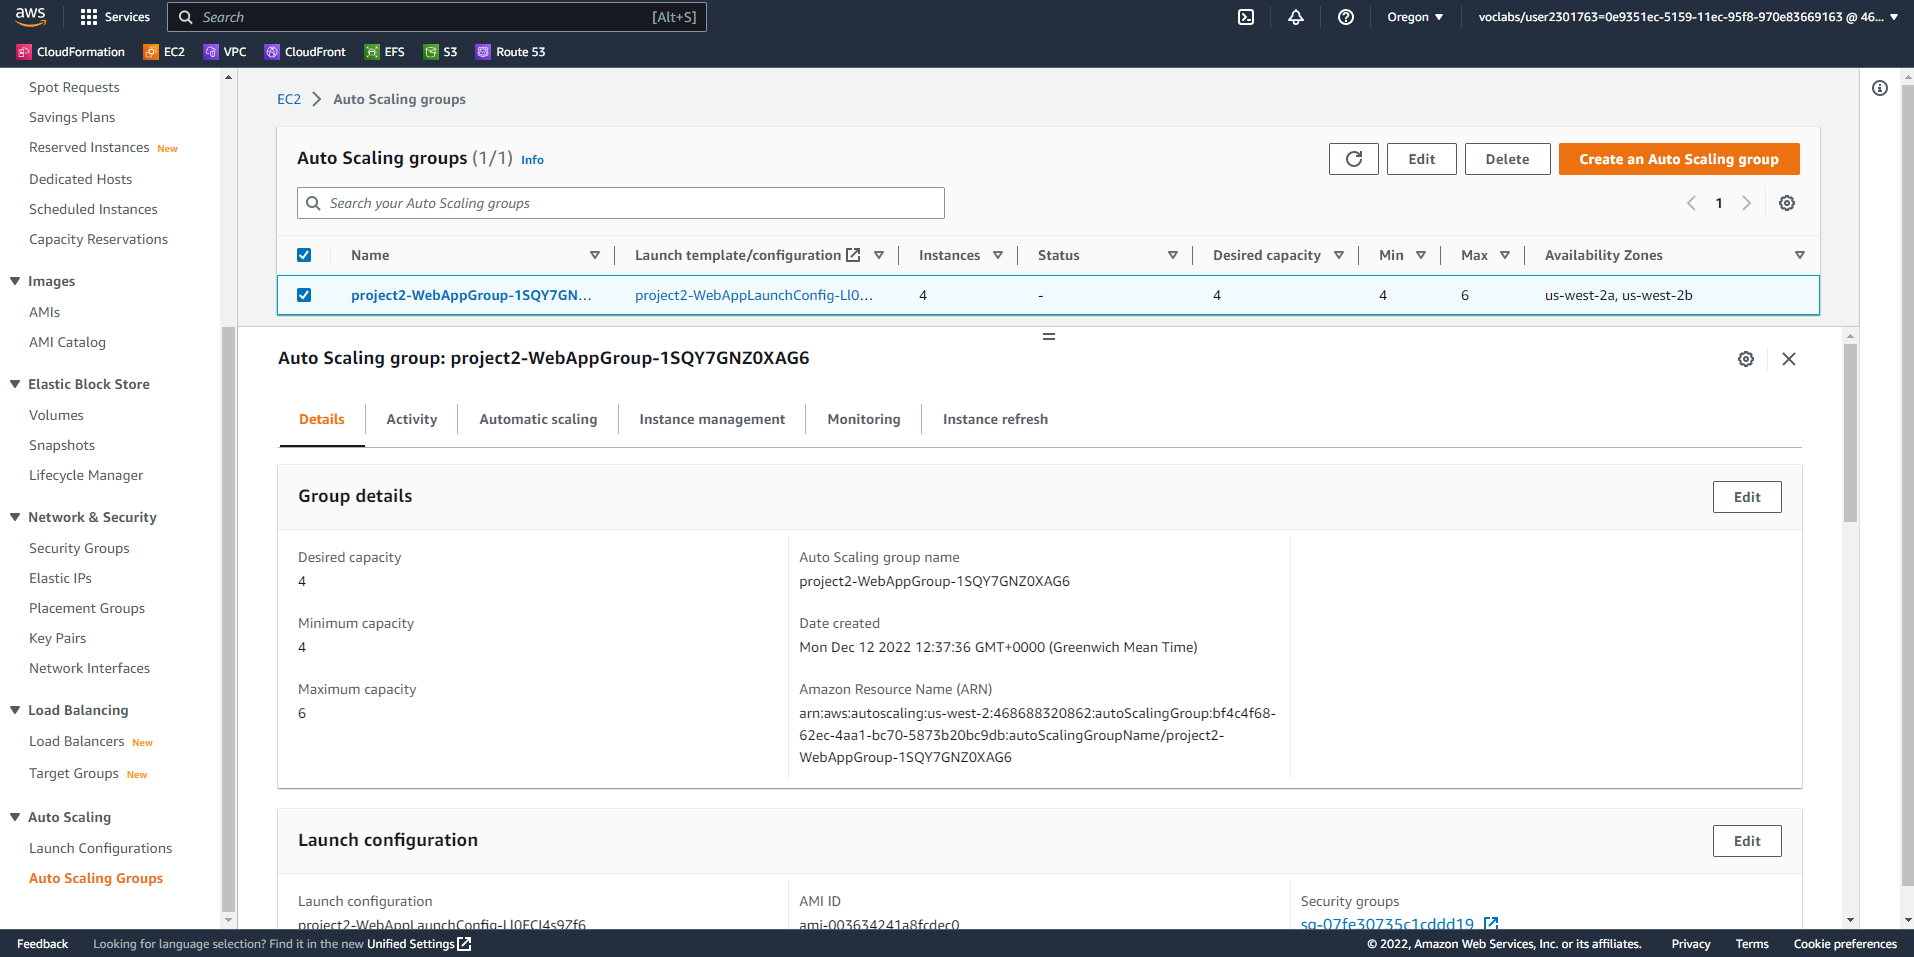 aws
Services
Search [Alt+S]
Oregon
voclabs/user2301763=0e9351ec-5159-11ec-95f8-970e83669163 @ 46...
CloudFormation EC2 VPC CloudFront EFS S3 Route 53
Spot Requests
Savings Plans
Reserved Instances New
Dedicated Hosts
Scheduled Instances
Capacity Reservations
Images
AMIs
AMI Catalog
Elastic Block Store
Volumes
Snapshots
Lifecycle Manager
Network & Security
Security Groups
Elastic IPs
Placement Groups
Key Pairs
Network Interfaces
Load Balancing
Load Balancers New
Target Groups New
Auto Scaling
Launch Configurations
Auto Scaling Groups
EC2 Auto Scaling groups
Auto Scaling groups (1/1) Info
Edit Delete Create an Auto Scaling group
Search your Auto Scaling groups
1
Name Launch template/configuration Instances Status Desired capacity Min Max Availability Zones
project2-WebAppGroup-1SQY7GN... project2-WebAppLaunchConfig-Ll0... 4 - 4 4 6 us-west-2a, us-west-2b
Auto Scaling group: project2-WebAppGroup-1SQY7GNZ0XAG6
Details Activity Automatic scaling Instance management Monitoring Instance refresh
Group details Edit
Desired capacity
4
Minimum capacity
4
Maximum capacity
6
Auto Scaling group name
project2-WebAppGroup-1SQY7GNZ0XAG6
Date created
Mon Dec 12 2022 12:37:36 GMT+0000 (Greenwich Mean Time)
Amazon Resource Name (ARN)
arn:aws:autoscaling:us-west-2:468688320862:autoScalingGroup:bf4c4f68-
62ec-4aa1-bc70-5873b20bc9db:autoScalingGroupName/project2-
WebAppGroup-1SQY7GNZ0XAG6
Launch configuration Edit
Launch configuration
project2-WebAppLaunchConfig-Ll0ECI4s9Zf6
AMI ID
ami-003634241a8fcdec0
Security groups
sg-07fe30735c1cddd19
Feedback Looking for language selection? Find it in the new Unified Settings
© 2022, Amazon Web Services, Inc. or its affiliates. Privacy Terms Cookie preferences